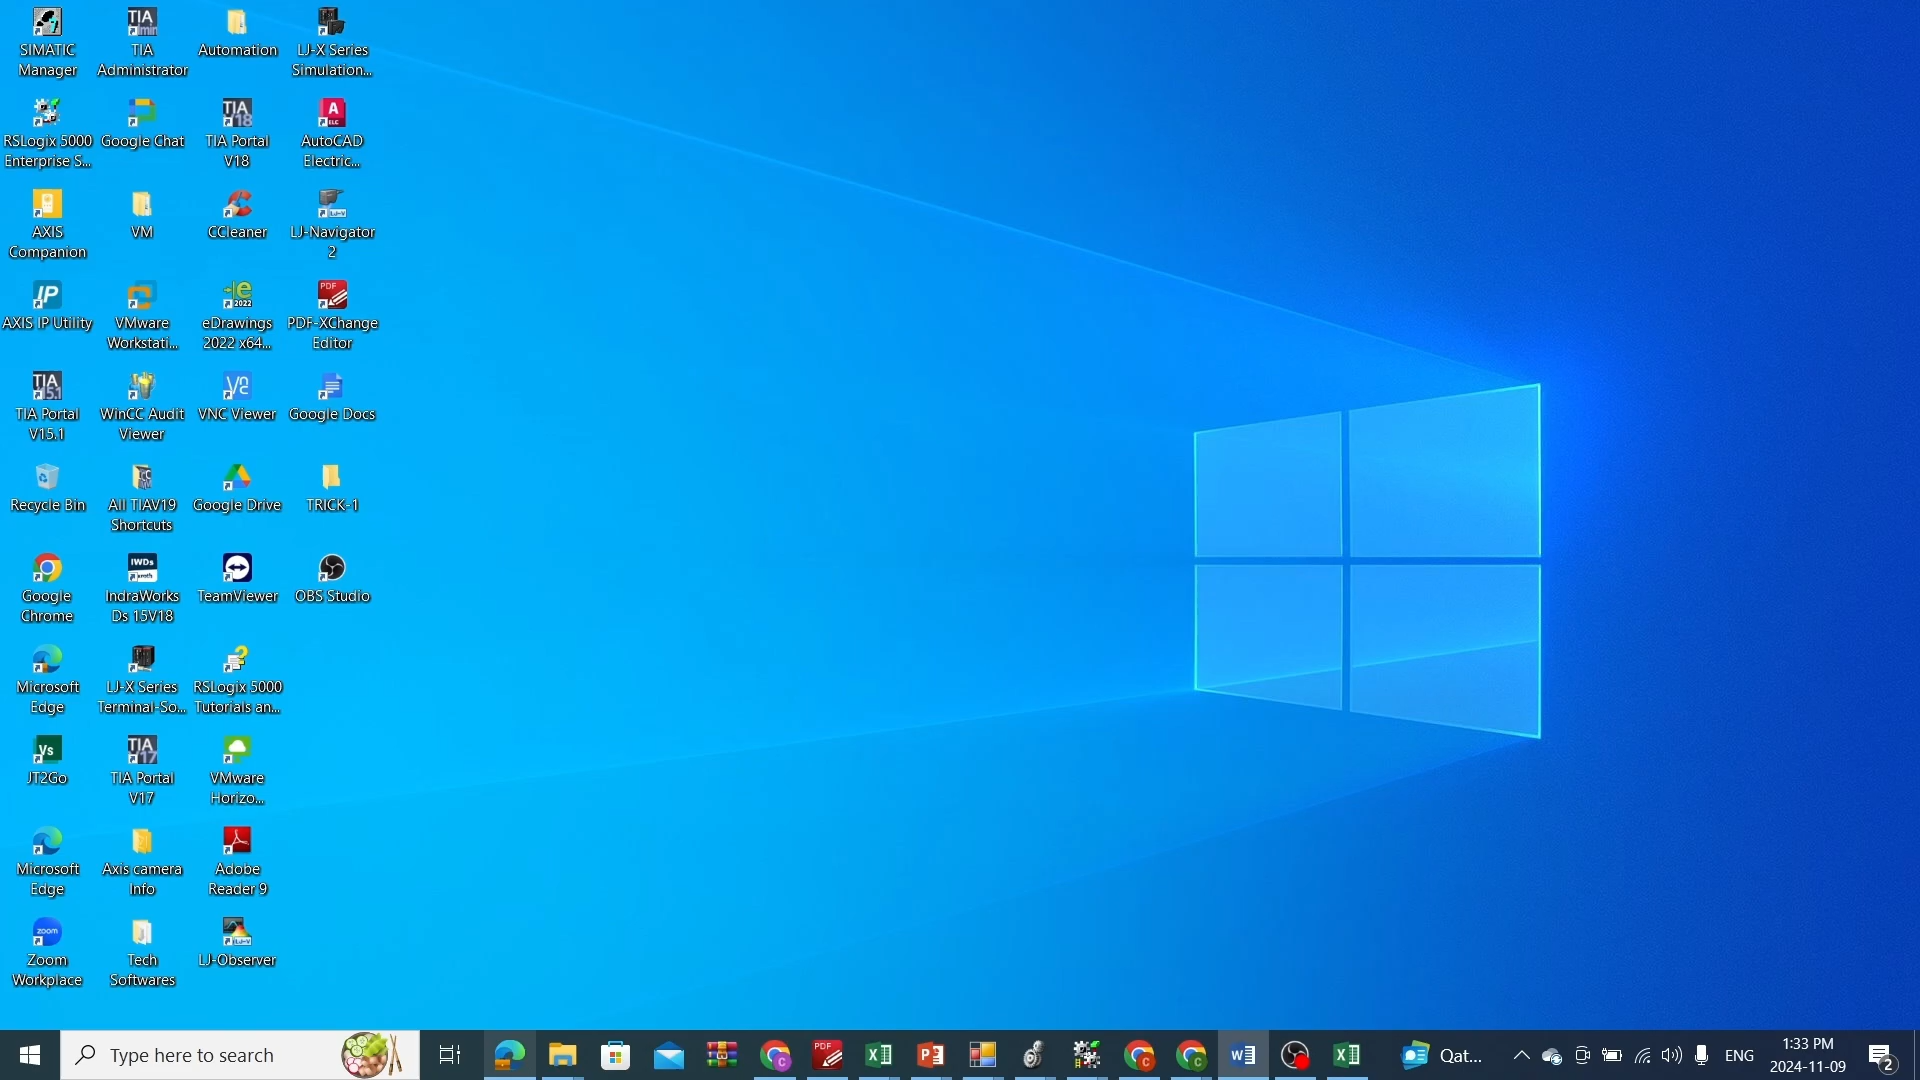 SIMATIC
Manager
TIA
Administrator
Automation
LJ-X Series
Simulation...
RSLogix 5000
Enterprise S...
Google Chat
TIA Portal
V18
AutoCAD
Electric...
AXIS
Companion
VM
CCleaner
LJ-Navigator
2
AXIS IP Utility
VMware
Workstati...
eDrawings
2022 x64...
PDF-XChange
Editor
TIA Portal
V15.1
WinCC Audit
Viewer
VNC Viewer
Google Docs
Recycle Bin
All TIAV19
Shortcuts
Google Drive
TRICK-1
Google
Chrome
IndraWorks
Ds 15V18
TeamViewer
OBS Studio
Microsoft
Edge
LJ-X Series
Terminal-So...
RSLogix 5000
Tutorials an...
JT2Go
TIA Portal
V17
VMware
Horizo...
Microsoft
Edge
Axis camera
Info
Adobe
Reader 9
Zoom
Workplace
Tech
Softwares
LJ-Observer
Type here to search
Qat...
ENG
1:33 PM
2024-11-09
2